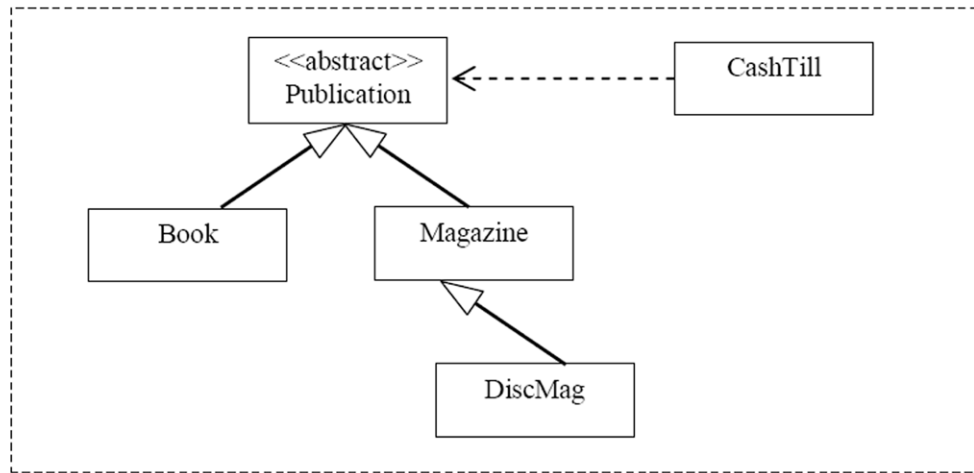 <<abstract>>
Publication
CashTill
Book
Magazine
DiscMag